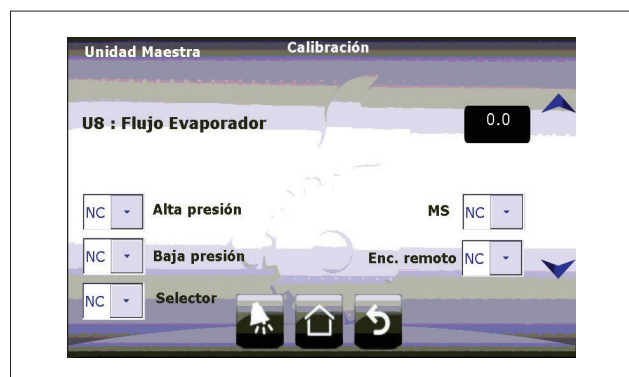 Unidad Maestra Calibración
U8 : Flujo Evaporador 0.0
NC Alta presión MS NC
NC Baja presión Enc. remoto NC
NC Selector